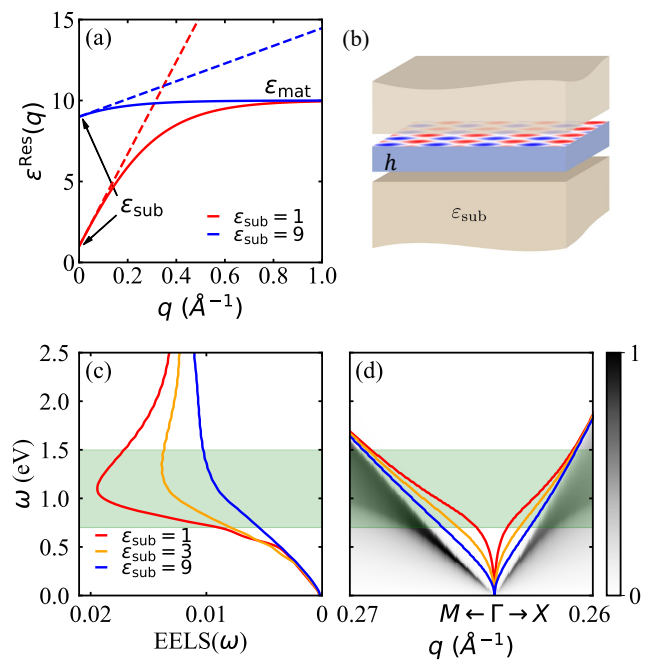 (a)
15
10
5
0
ε^Res(q)
ε_mat
ε_sub
ε_sub = 1
ε_sub = 9
0 0.2 0.4 0.6 0.8 1.0
q (Å⁻¹)
(b)
h
ε_sub
(c)
2.5
2.0
1.5
1.0
0.5
0.0
ω (eV)
ε_sub = 1
ε_sub = 3
ε_sub = 9
0.02 0.01 0
EELS(ω)
(d)
M ← Γ → X
0.27 0.26
q (Å⁻¹)
1
0